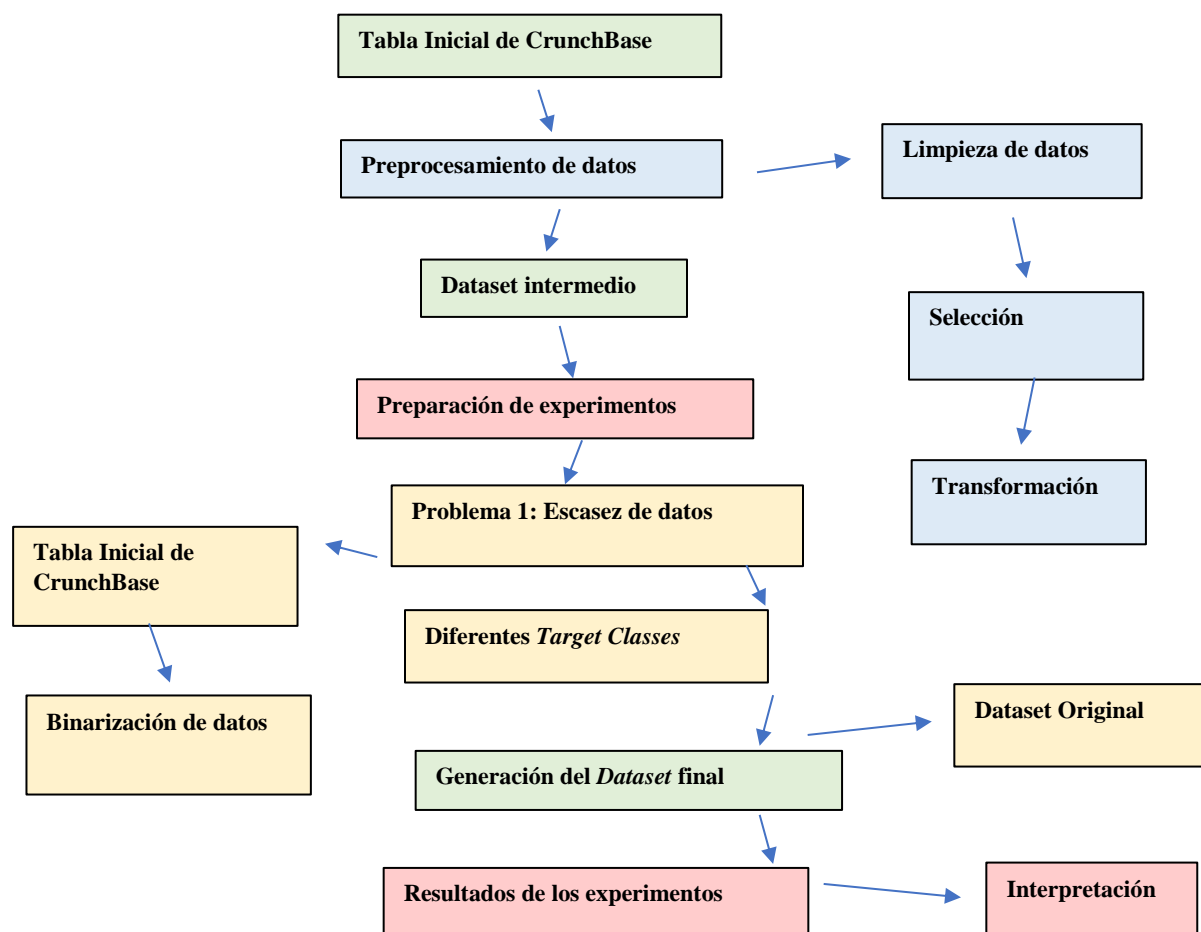 Tabla Inicial de CrunchBase
Preprocesamiento de datos
Limpieza de datos
Dataset intermedio
Selección
Preparación de experimentos
Transformación
Problema 1: Escasez de datos
Tabla Inicial de
CrunchBase
Diferentes Target Classes
Binarización de datos
Dataset Original
Generación del Dataset final
Resultados de los experimentos
Interpretación